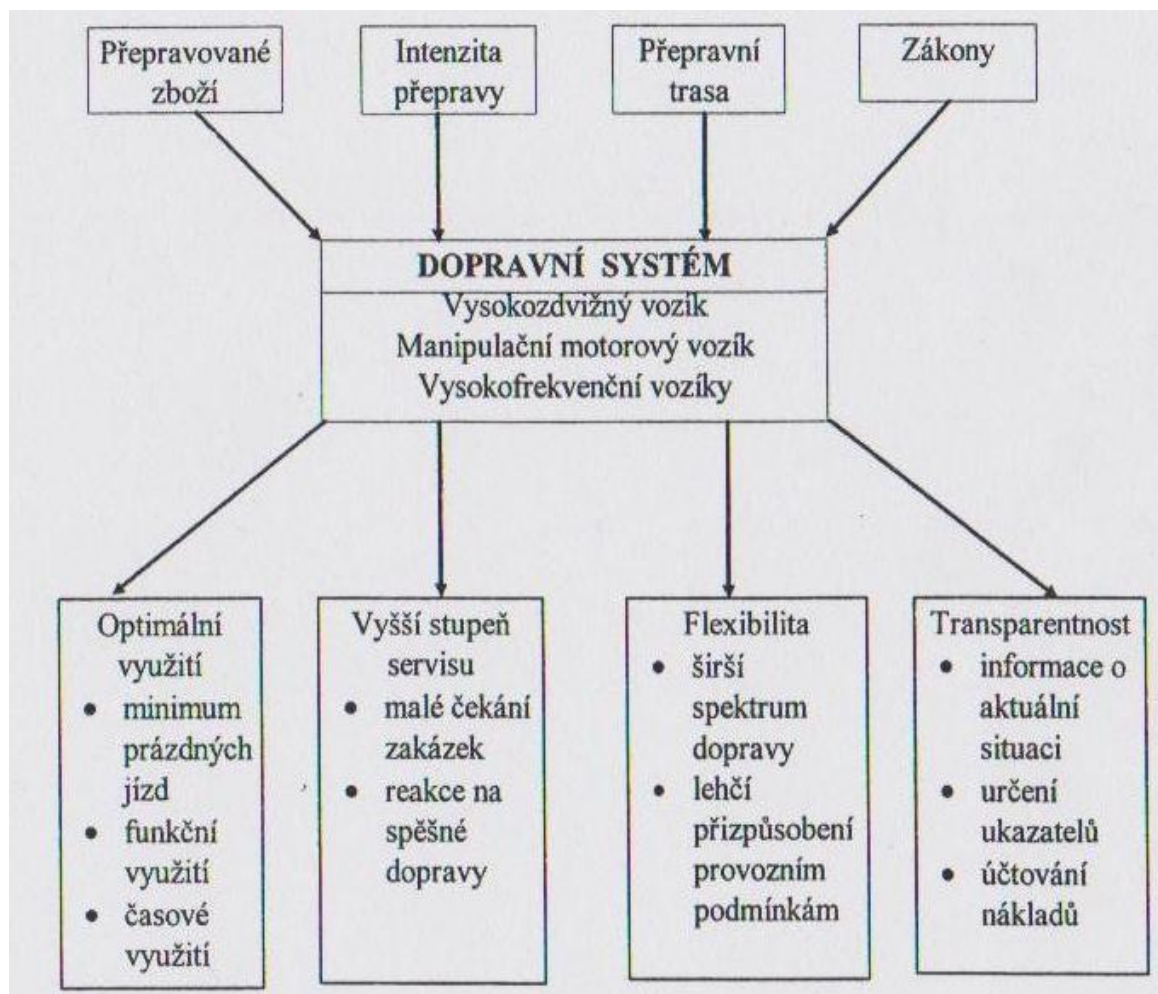 Přepravované
zboží
Intenzita
přepravy
Přepravní
trasa
Zákony
DOPRAVNÍ SYSTÉM
Vysokozdvižný vozík
Manipulační motorový vozík
Vysokofrekvenční vozíky
Optimální
využití
• minimum
prázdných
jízd
• funkční
využití
• časové
využití
Vyšší stupeň
servisu
• malé čekání
zakázek
• reakce na
spěšné
dopravy
Flexibilita
• širší
spektrum
dopravy
• lehčí
přizpůsobení
provozním
podmínkám
Transparentnost
• informace o
aktuální
situaci
• určení
ukazatelů
• účtování
nákladů